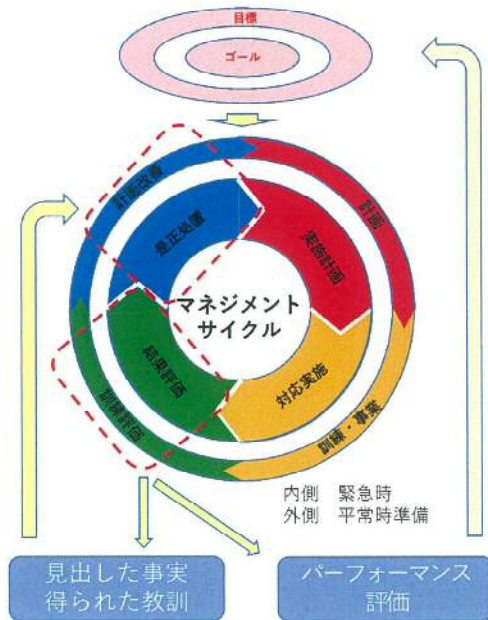 目標
ゴール
計画改善
計画
是正処置
実施計画
マネジメント
サイクル
結果評価
対応実施
訓練評価
訓練・事業
内側　緊急時
外側　平常時準備
見出した事実
得られた教訓
パーフォーマンス
評価